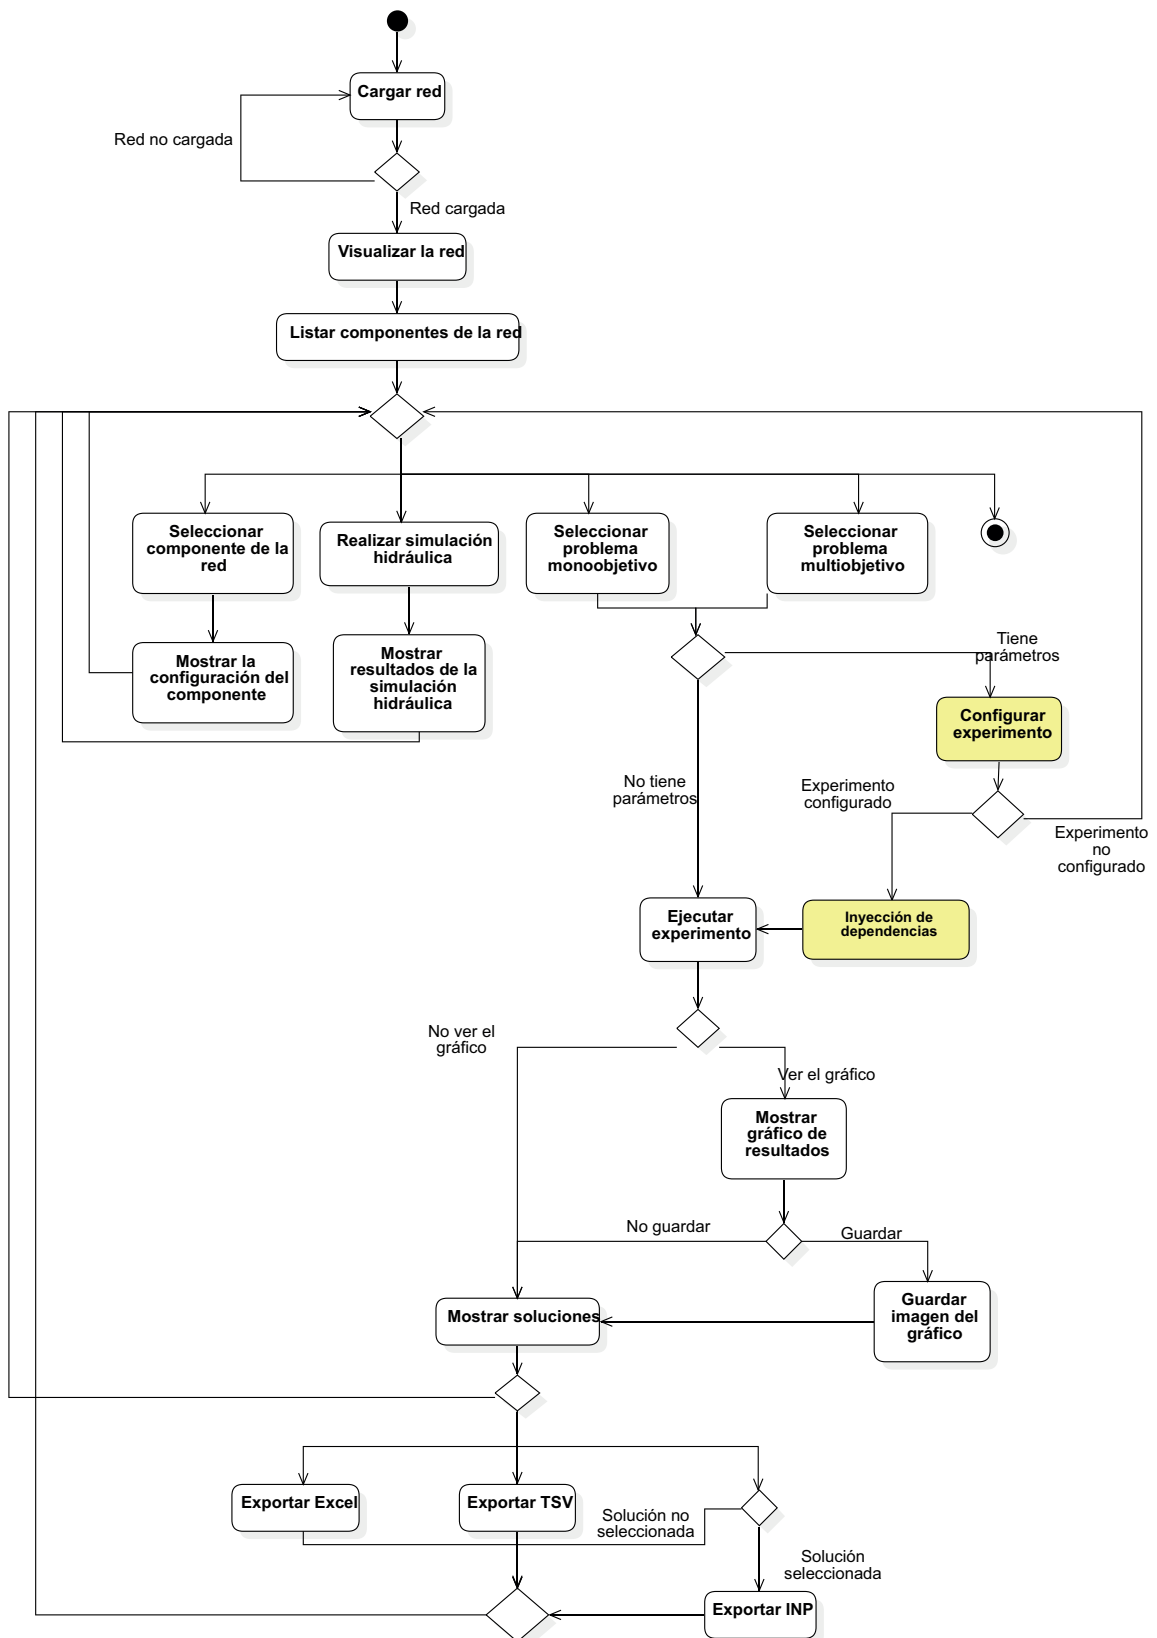 Cargar red
Red no cargada
Red cargada
Visualizar la red
Listar componentes de la red
Seleccionar
componente de la
red
Realizar simulación
hidráulica
Seleccionar
problema
monoobjetivo
Seleccionar
problema
multiobjetivo
Mostrar la
configuración del
componente
Mostrar
resultados de la
simulación
hidráulica
Tiene
parámetros
Configurar
experimento
No tiene
parámetros
Experimento
configurado
Experimento
no
configurado
Ejecutar
experimento
Inyección de
dependencias
No ver el
gráfico
Ver el gráfico
Mostrar
gráfico de
resultados
No guardar
Guardar
Mostrar soluciones
Guardar
imagen del
gráfico
Exportar Excel
Exportar TSV
Solución no
seleccionada
Solución
seleccionada
Exportar INP